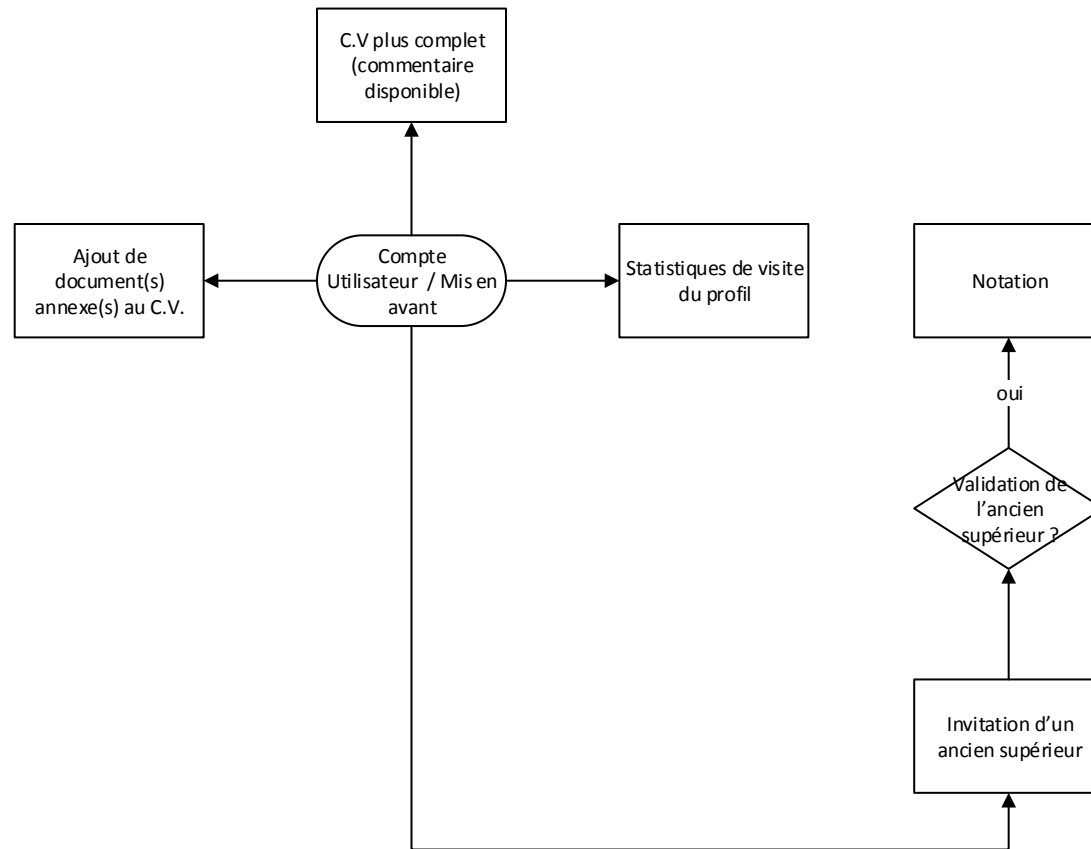 C.V plus complet
(commentaire
disponible)
Ajout de
document(s)
annexe(s) au C.V.
Compte
Utilisateur / Mis en
avant
Statistiques de visite
du profil
Notation
oui
Validation de
l’ancien
supérieur ?
Invitation d’un
ancien supérieur